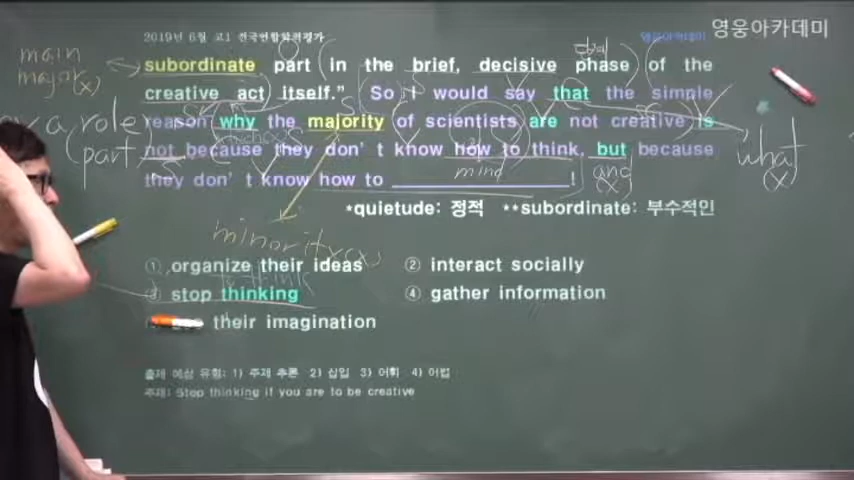 2019년 6월 고1 전국연합학력평가
영웅아카데미 영웅아카데미
main
major(x)
subordinate part (in the brief, decisive phase of the
creative act itself.” So I would say that the simple
a role reason why the majority of scientists are not creative is
(part not because they don't know how to think, but because what
(x)
mind and
(x)
they don't know how to __________!
*quietude: 정적 **subordinate: 부수적인
minority(x)
① organize their ideas ② interact socially
to think
③ stop thinking ④ gather information
their imagination
출제 예상 유형: 1) 주제 추론 2) 삽입 3) 어휘 4) 어법
주제: Stop thinking if you are to be creative